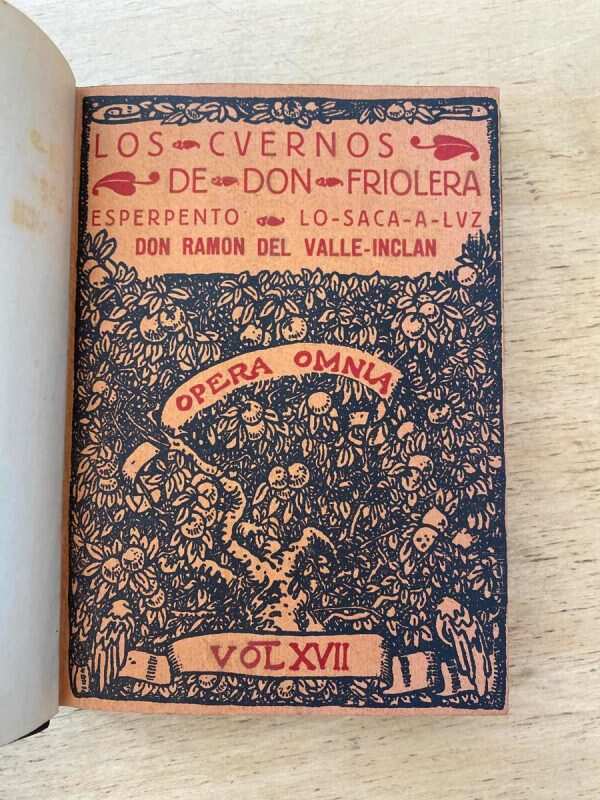 LOS CVERNOS
DE DON FRIOLERA
ESPERPENTO LO-SACA-A-LVZ
DON RAMON DEL VALLE-INCLAN
OPERA OMNIA
VOL XVII